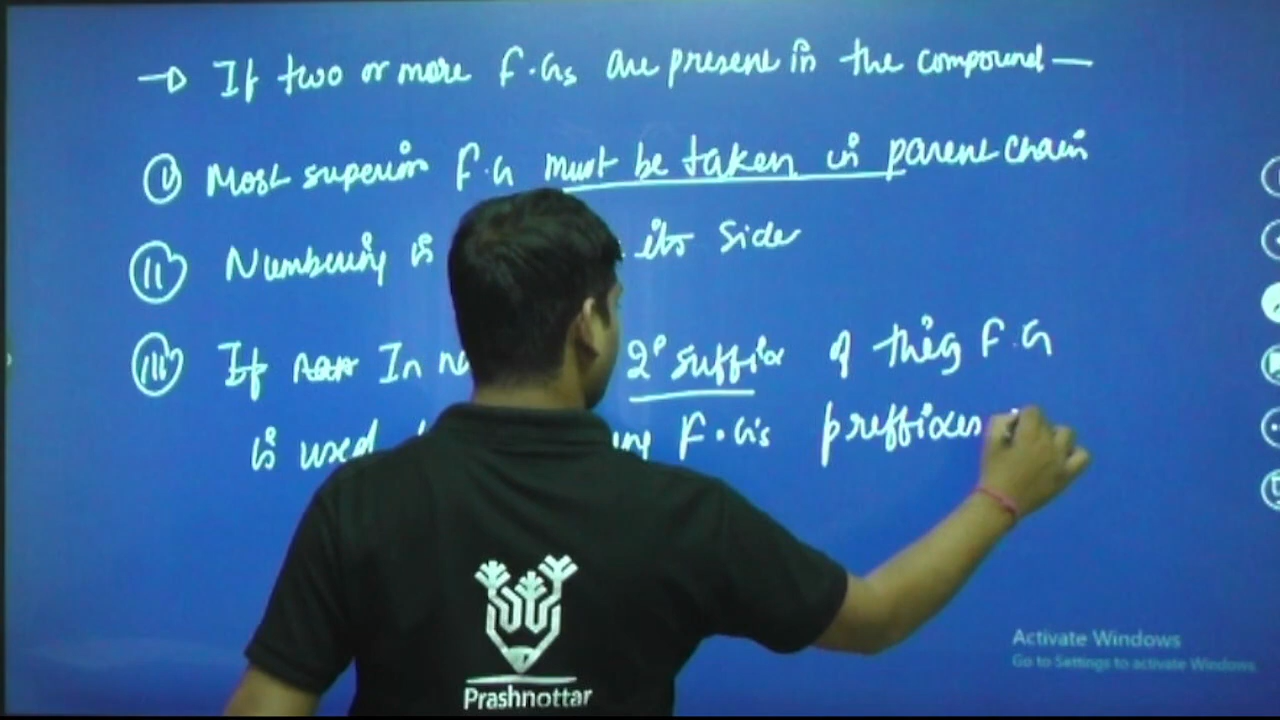 → If two or more F.Gs are present in the compound —
(i) Most superior F.G must be taken in parent chain
(ii) Numbering is its side
(iii) If In 2° suffix of this F.G
is used F.G's preffixes
Activate Windows
Go to Settings to activate Windows.
Prashnottar